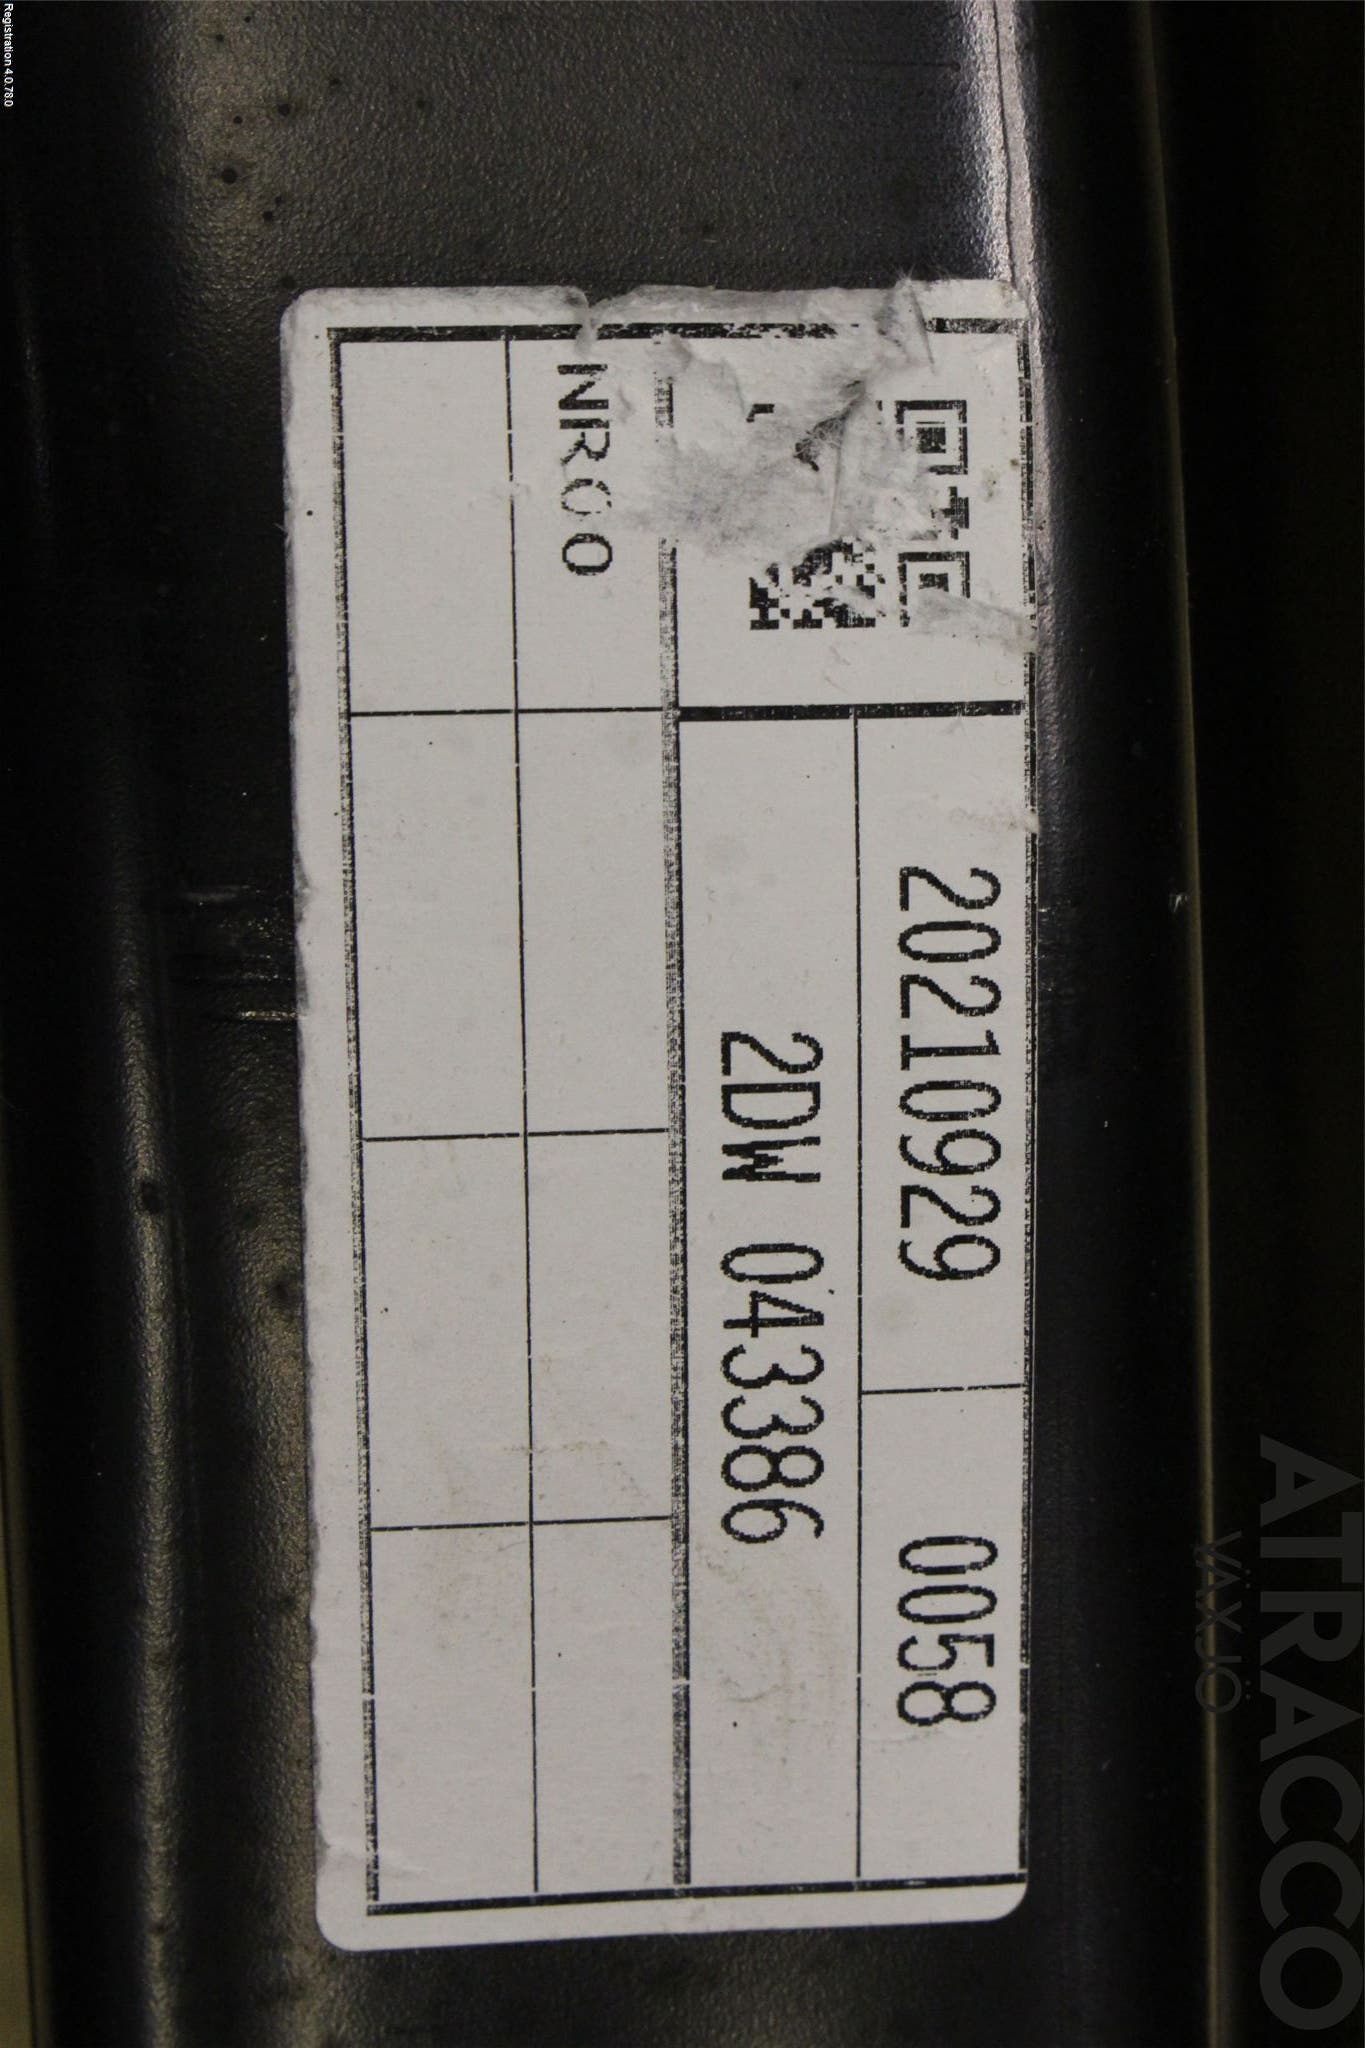 Registration 4.0.78.0
20210929 0058
2DW 043386
NR00
ATRACCO
VÄXJÖ